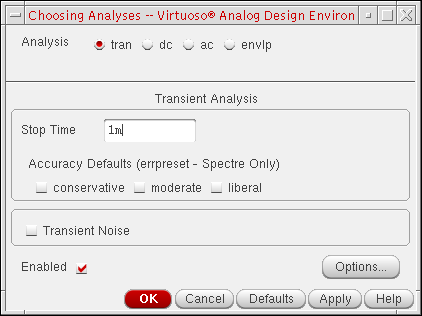 Choosing Analyses -- Virtuoso® Analog Design Environ
Analysis tran dc ac envlp
Transient Analysis
Stop Time 1m
Accuracy Defaults (errpreset - Spectre Only)
conservative moderate liberal
Transient Noise
Enabled Options...
OK Cancel Defaults Apply Help